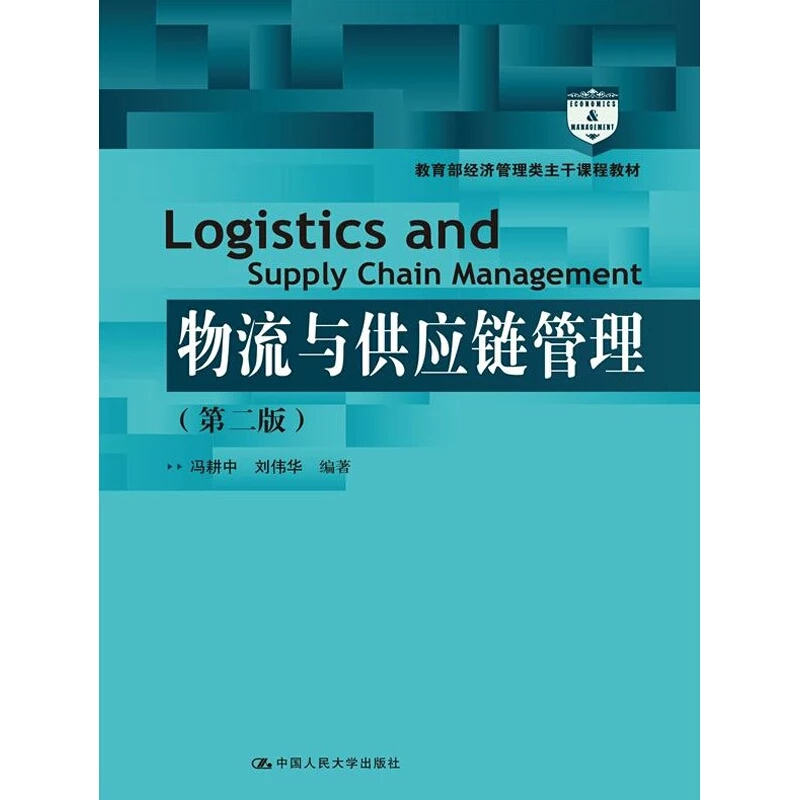 ECONOMICS
&
MANAGEMENT
教育部经济管理类主干课程教材
Logistics and
Supply Chain Management
物流与供应链管理
（第二版）
冯耕中 刘伟华 编著
中国人民大学出版社